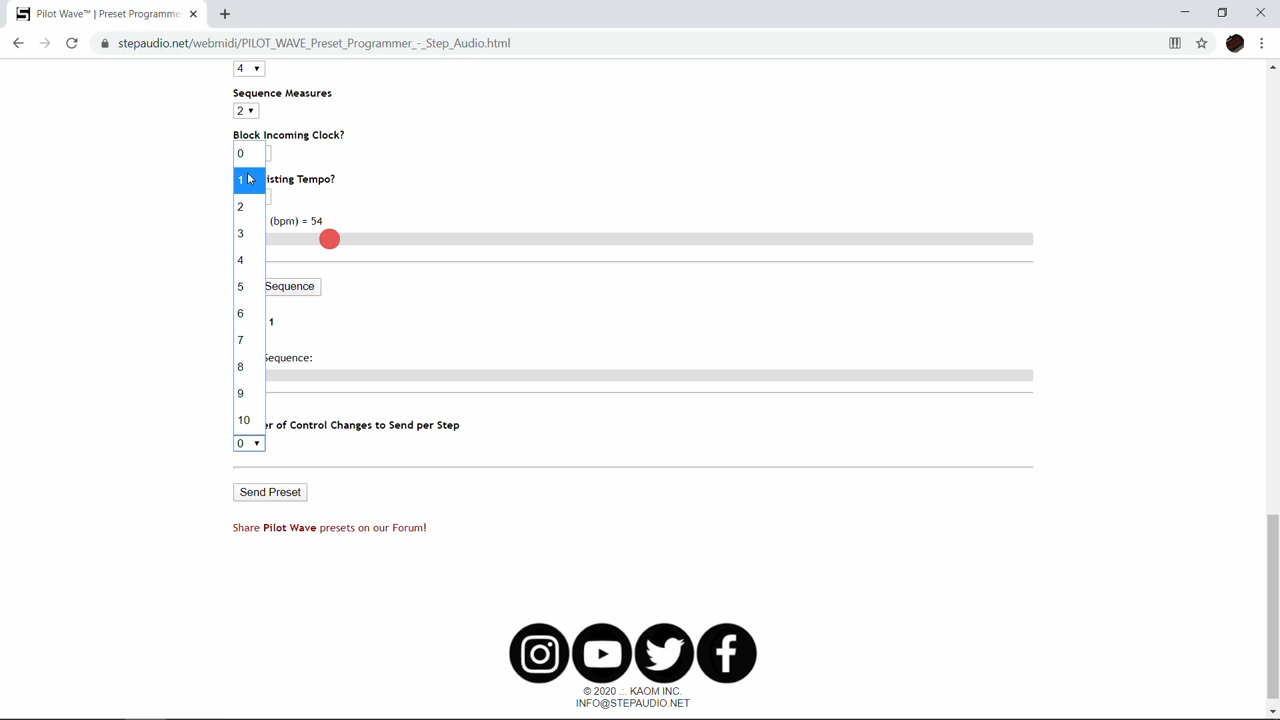 Pilot Wave™ | Preset Programme
stepaudio.net/webmidi/PILOT_WAVE_Preset_Programmer_-_Step_Audio.html
4
Sequence Measures
2
Block Incoming Clock?
0
1
isting Tempo?
2
(bpm) = 54
3
4
5
Sequence
6
1
7
Sequence:
8
9
10
er of Control Changes to Send per Step
0
Send Preset
Share Pilot Wave presets on our Forum!
© 2020 .:. KAOM INC.
INFO@STEPAUDIO.NET